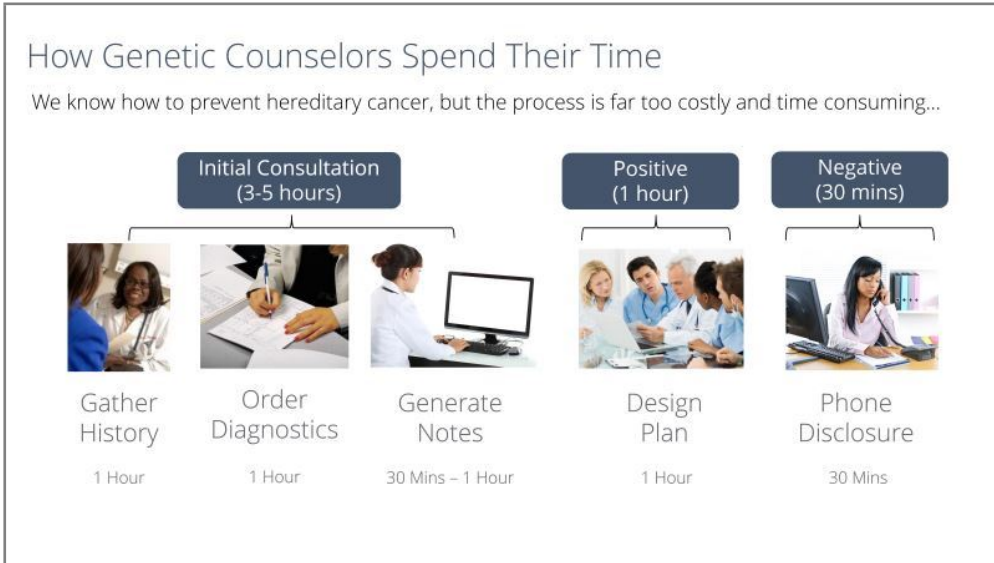 How Genetic Counselors Spend Their Time
We know how to prevent hereditary cancer, but the process is far too costly and time consuming...
Initial Consultation
(3-5 hours)
Positive
(1 hour)
Negative
(30 mins)
Gather
History
Order
Diagnostics
Generate
Notes
Design
Plan
Phone
Disclosure
1 Hour
1 Hour
30 Mins – 1 Hour
1 Hour
30 Mins